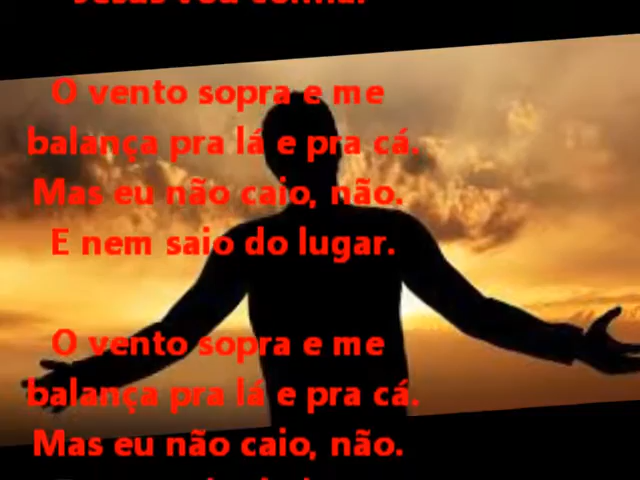 O vento sopra e me
balança pra lá e pra cá.
Mas eu não caio, não.
E nem saio do lugar.
O vento sopra e me
balança pra lá e pra cá.
Mas eu não caio, não.